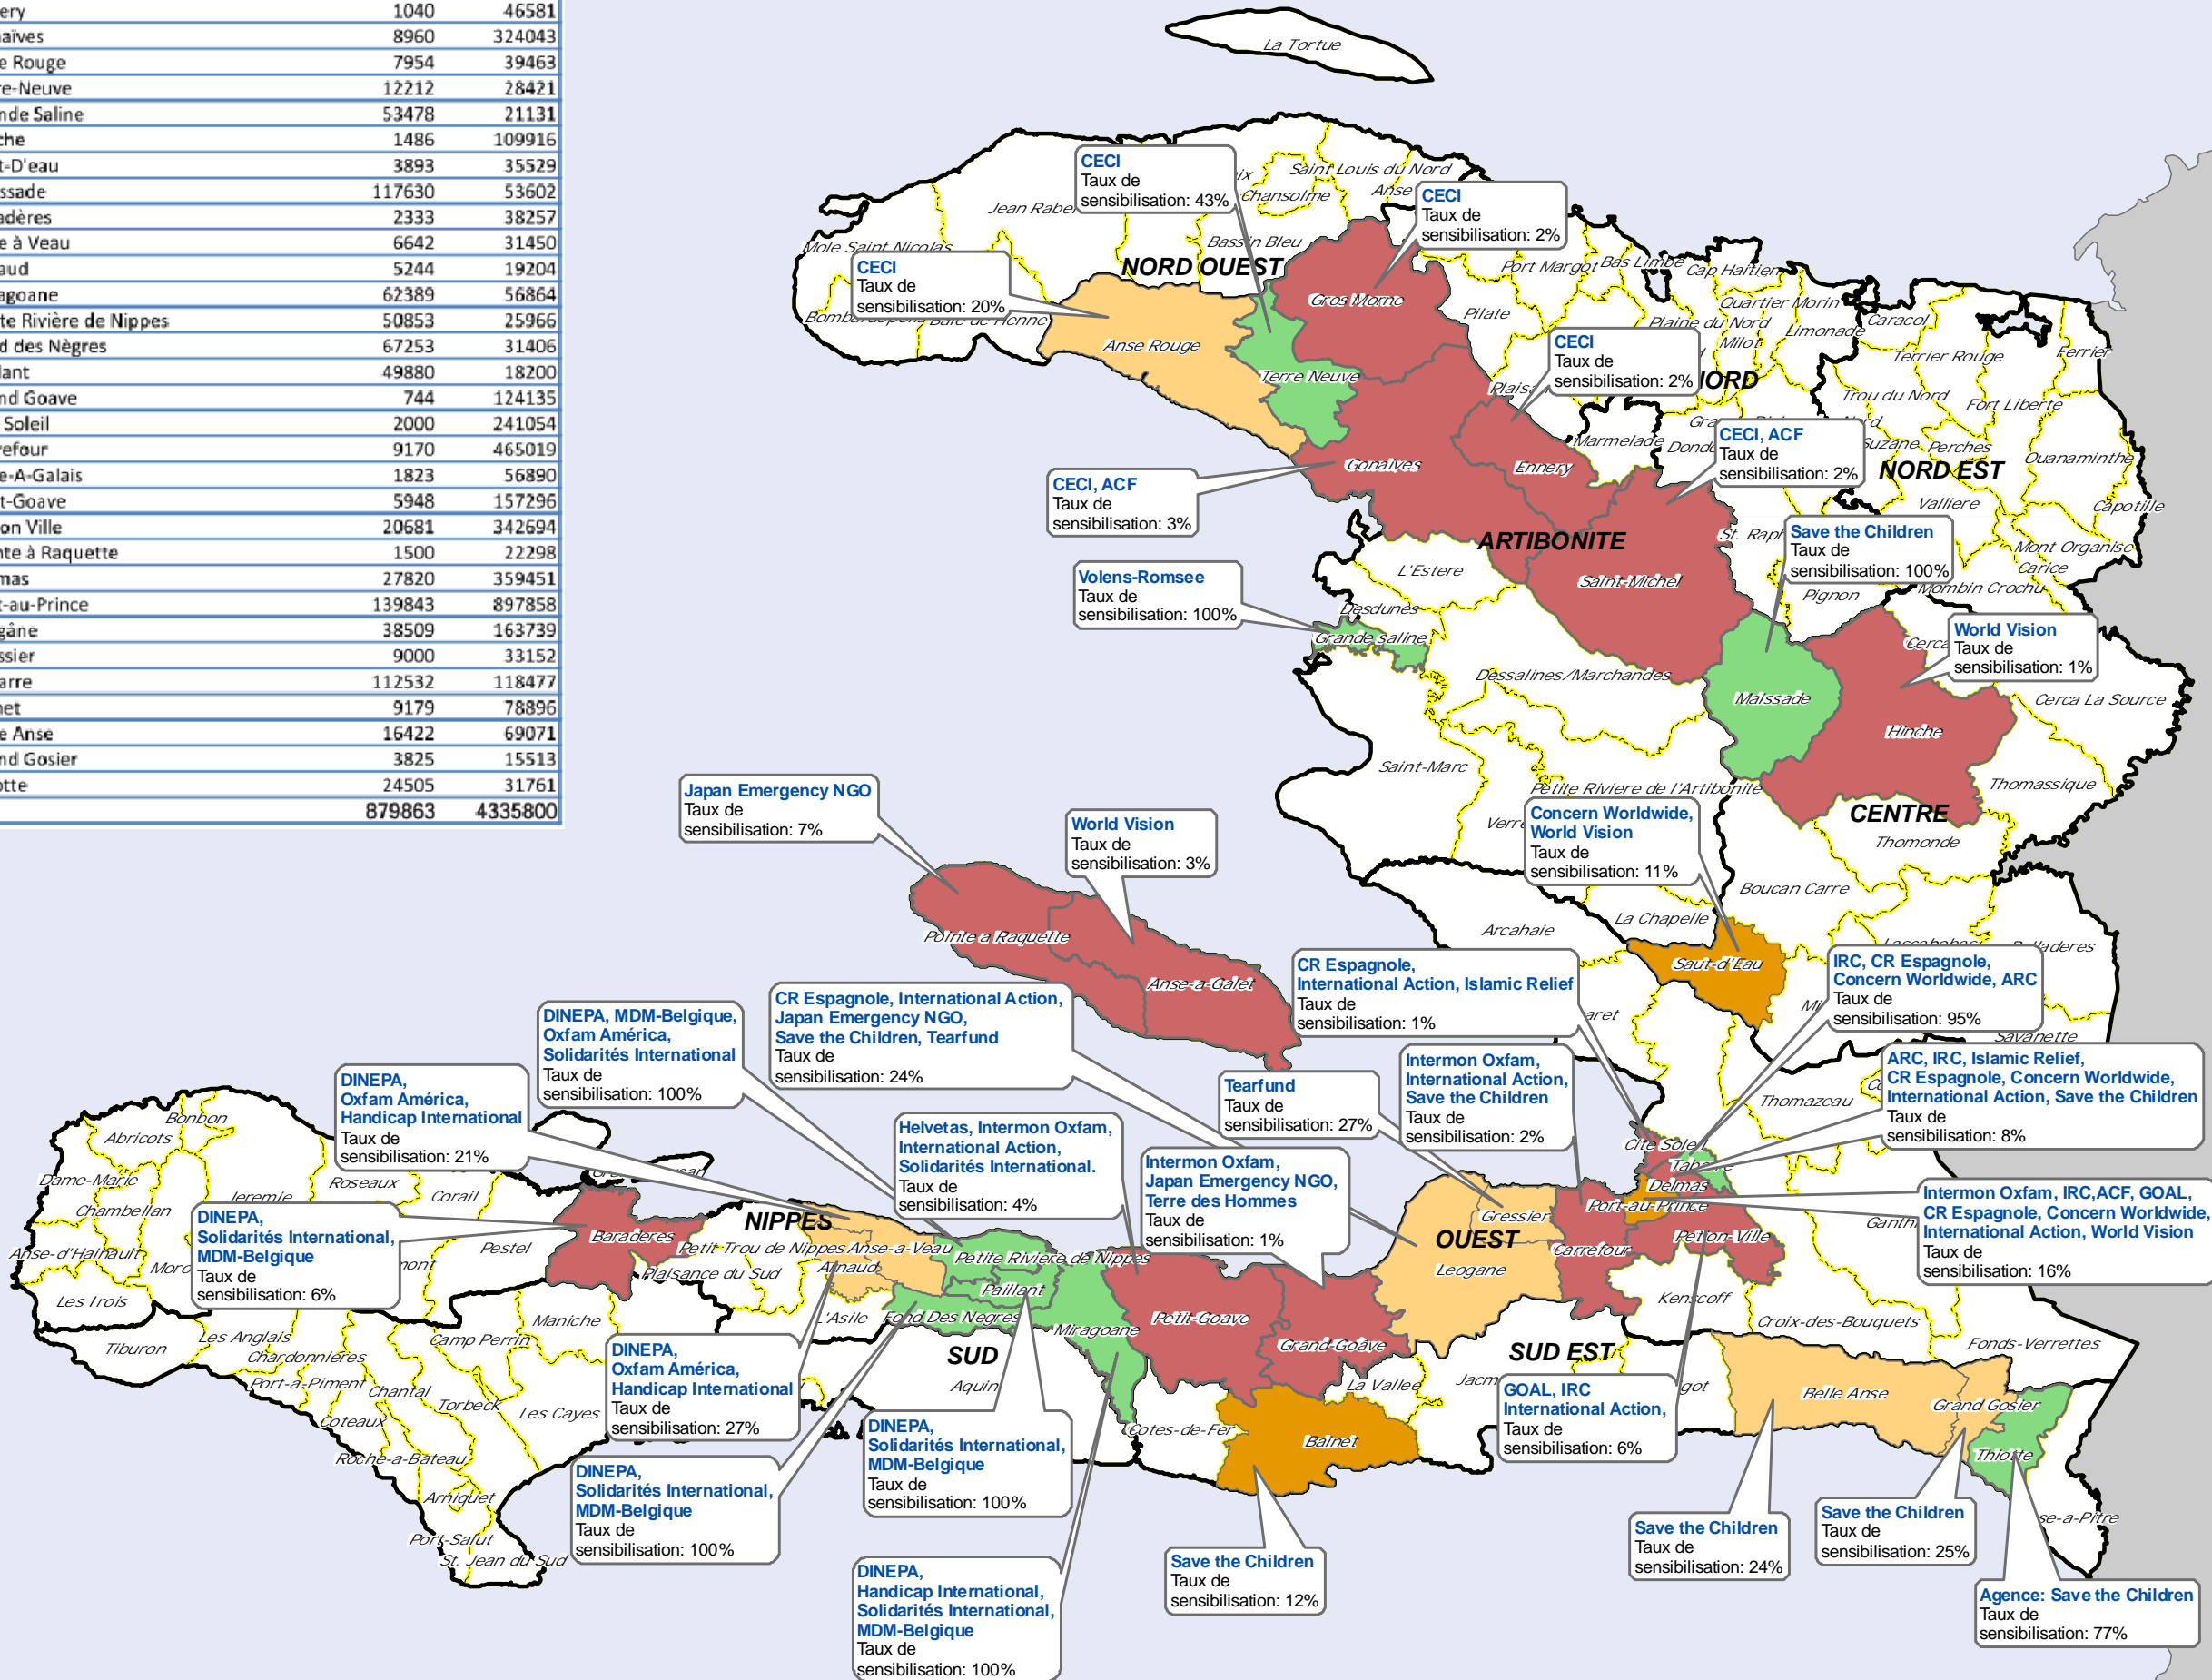 ery 1040 46581
aïves 8960 324043
e Rouge 7954 39463
re-Neuve 12212 28421
nde Saline 53478 21131
che 1486 109916
t-D'eau 3893 35529
ssade 117630 53602
adères 2333 38257
e à Veau 6642 31450
aud 5244 19204
agoane 62389 56864
te Rivière de Nippes 50853 25966
d des Nègres 67253 31406
lant 49880 18200
nd Goave 744 124135
Soleil 2000 241054
refour 9170 465019
e-A-Galais 1823 56890
t-Goave 5948 157296
on Ville 20681 342694
nte à Raquette 1500 22298
mas 27820 359451
t-au-Prince 139843 897858
gâne 38509 163739
ssier 9000 33152
arre 112532 118477
net 9179 78896
e Anse 16422 69071
nd Gosier 3825 15513
otte 24505 31761
879863 4335800
La Tortue
CECI
Taux de
sensibilisation: 43%
Saint Louis du Nord
Chansolme
Anse
Jean Rabel
CECI
Taux de
sensibilisation: 2%
Mole Saint Nicolas
Bassin Bleu
NORD OUEST
CECI
Taux de
sensibilisation: 20%
Baie de Henne
Port Margot
Bas Limbe
Cap Haïtien
Gros Morne
Quartier Morin
Pilate
Plaine du Nord
Limonade
Caracol
Milot
Terrier Rouge
Ferrier
Anse Rouge
Terre Neuve
CECI
Taux de
sensibilisation: 2%
NORD
Trou du Nord
Fort Liberte
Marmelade
CECI, ACF
Taux de
sensibilisation: 2%
Perches
Ouanaminthe
NORD EST
Gonaives
Ennery
Valliere
Capotille
CECI, ACF
Taux de
sensibilisation: 3%
ARTIBONITE
St. Raph
Save the Children
Taux de
sensibilisation: 100%
Mont Organise
Carice
Mombin Crochu
Pignon
L'Estere
Saint-Michel
Volens-Romsee
Taux de
sensibilisation: 100%
Desdunes
Grande saline
Cerca
World Vision
Taux de
sensibilisation: 1%
Dessalines/Marchandes
Maissade
Cerca La Source
Hinche
Saint-Marc
Thomassique
Petite Riviere de l'Artibonite
CENTRE
Thomonde
Japan Emergency NGO
Taux de
sensibilisation: 7%
World Vision
Taux de
sensibilisation: 3%
Verre
Concern Worldwide,
World Vision
Taux de
sensibilisation: 11%
Boucan Carre
La Chapelle
Arcahaie
Pointe a Raquette
Saut-d'Eau
Lascahobas
Anse-a-Galet
CR Espagnole,
International Action, Islamic Relief
Taux de
sensibilisation: 1%
IRC, CR Espagnole,
Concern Worldwide, ARC
Taux de
sensibilisation: 95%
Savanette
CR Espagnole, International Action,
Japan Emergency NGO,
Save the Children, Tearfund
Taux de
sensibilisation: 24%
DINEPA, MDM-Belgique,
Oxfam América,
Solidarités International
Taux de
sensibilisation: 100%
DINEPA,
Oxfam América,
Handicap International
Taux de
sensibilisation: 21%
Tearfund
Taux de
sensibilisation: 27%
Intermon Oxfam,
International Action,
Save the Children
Taux de
sensibilisation: 2%
ARC, IRC, Islamic Relief,
CR Espagnole, Concern Worldwide,
International Action, Save the Children
Taux de
sensibilisation: 8%
Thomazeau
Bonbon
Abricots
Helvetas, Intermon Oxfam,
International Action,
Solidarités International.
Taux de
sensibilisation: 4%
Intermon Oxfam,
Japan Emergency NGO,
Terre des Hommes
Taux de
sensibilisation: 1%
Cite Solei
Tabarre
Delmas
Port-au-Prince
Intermon Oxfam, IRC,ACF, GOAL,
CR Espagnole, Concern Worldwide,
International Action, World Vision
Taux de
sensibilisation: 16%
Dame-Marie
Jeremie
Roseaux
Corail
Chambellan
DINEPA,
Solidarités International,
MDM-Belgique
Taux de
sensibilisation: 6%
Anse-d'Hainault
Pestel
Baraderes
NIPPES
Petit Trou de Nippes
Anse-a-Veau
Petite Riviere de Nippes
Gressier
OUEST
Carrefour
Petion-Ville
Ganth
Leogane
Plaisance du Sud
Arnaud
Paillant
Les Irois
Kenscoff
L'Asile
Fond Des Negres
Miragoane
Petit-Goave
Grand-Goâve
Croix-des-Bouquets
Fonds-Verrettes
Maniche
Tiburon
Les Anglais
Camp Perrin
Chardonnières
SUD
SUD EST
DINEPA,
Oxfam América,
Handicap International
Taux de
sensibilisation: 27%
Aquin
La Vallee
Jacm
GOAL, IRC
International Action,
Taux de
sensibilisation: 6%
got
Belle Anse
Grand Gosier
Port-a-Piment
Chantal
Torbeck
Les Cayes
Coteaux
Roche-a-Bateau
DINEPA,
Solidarités International,
MDM-Belgique
Taux de
sensibilisation: 100%
Cotes-de-Fer
Bainet
Thiotte
DINEPA,
Solidarités International,
MDM-Belgique
Taux de
sensibilisation: 100%
Arniquet
Port-Salut
St. Jean du Sud
Save the Children
Taux de
sensibilisation: 24%
Save the Children
Taux de
sensibilisation: 25%
se-a-Pitre
DINEPA,
Handicap International,
Solidarités International,
MDM-Belgique
Taux de
sensibilisation: 100%
Save the Children
Taux de
sensibilisation: 12%
Agence: Save the Children
Taux de
sensibilisation: 77%